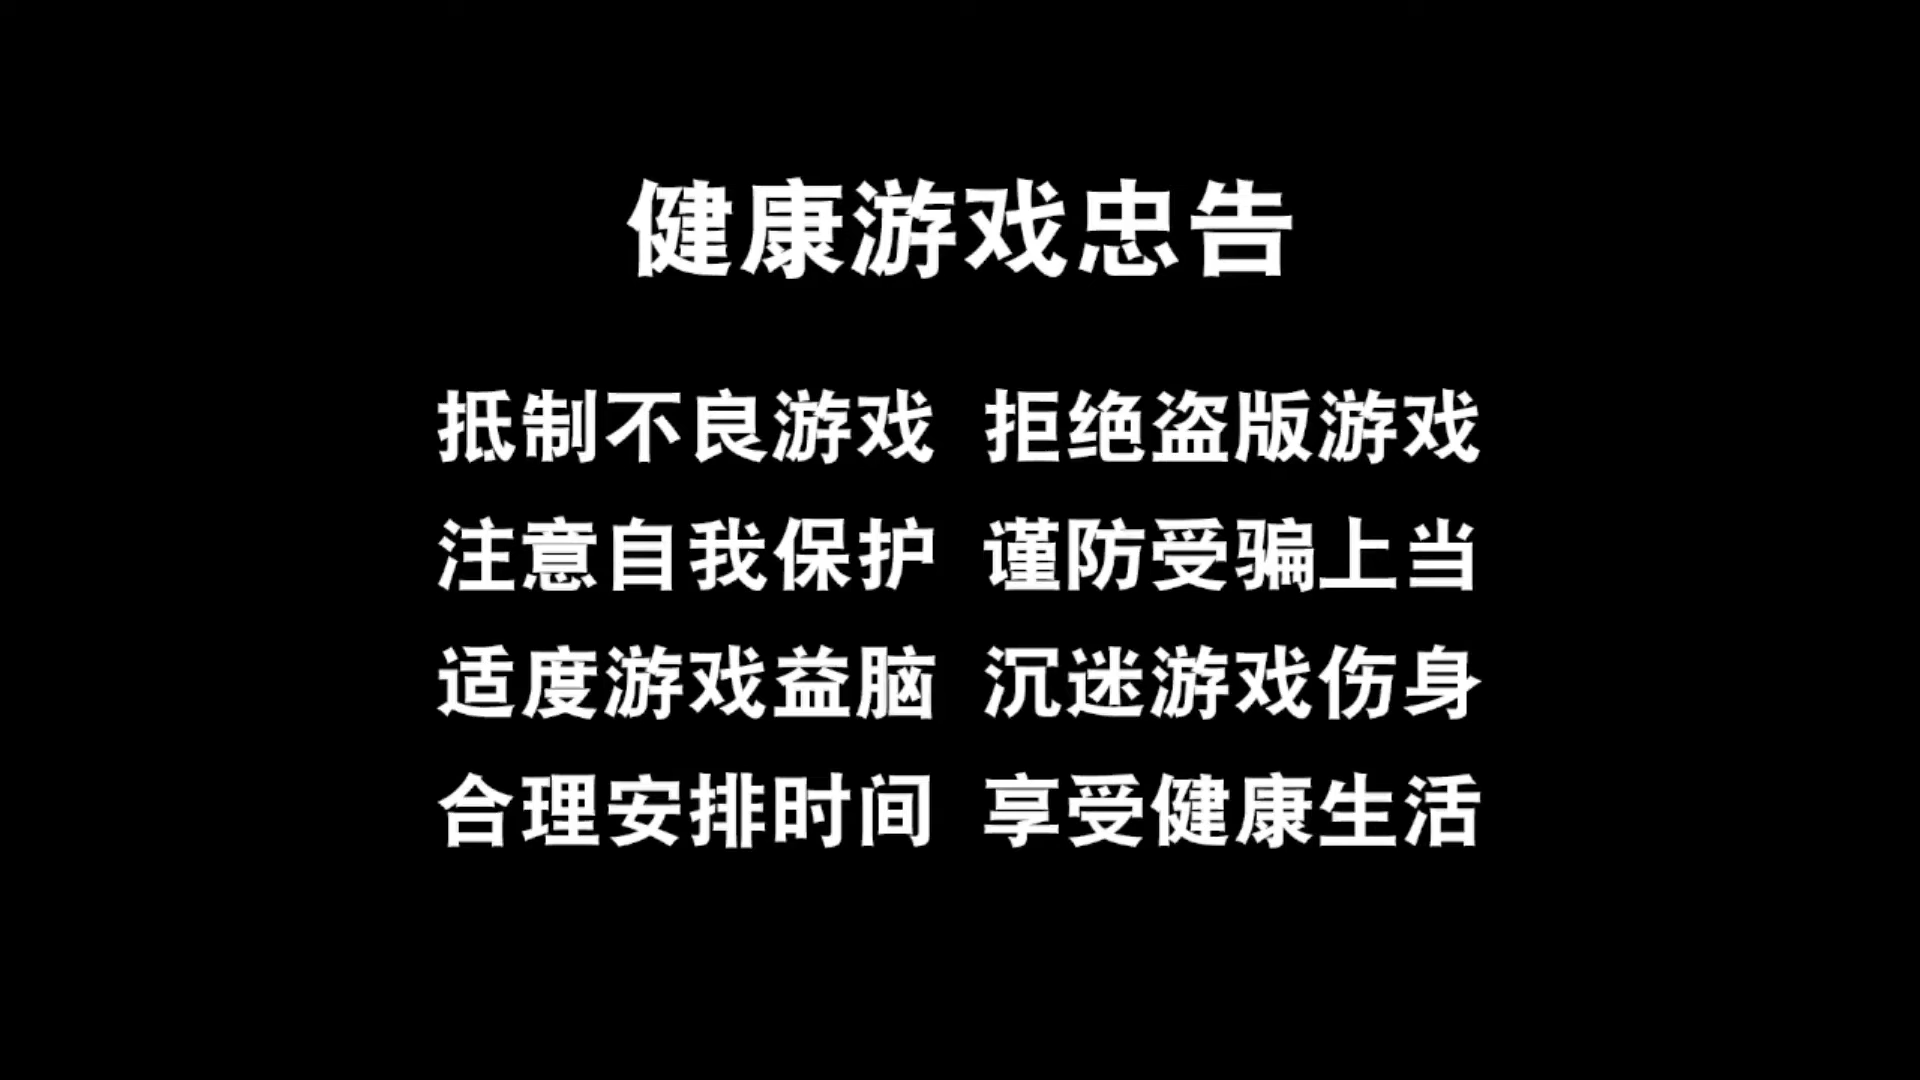 健康游戏忠告
抵制不良游戏 拒绝盗版游戏
注意自我保护 谨防受骗上当
适度游戏益脑 沉迷游戏伤身
合理安排时间 享受健康生活